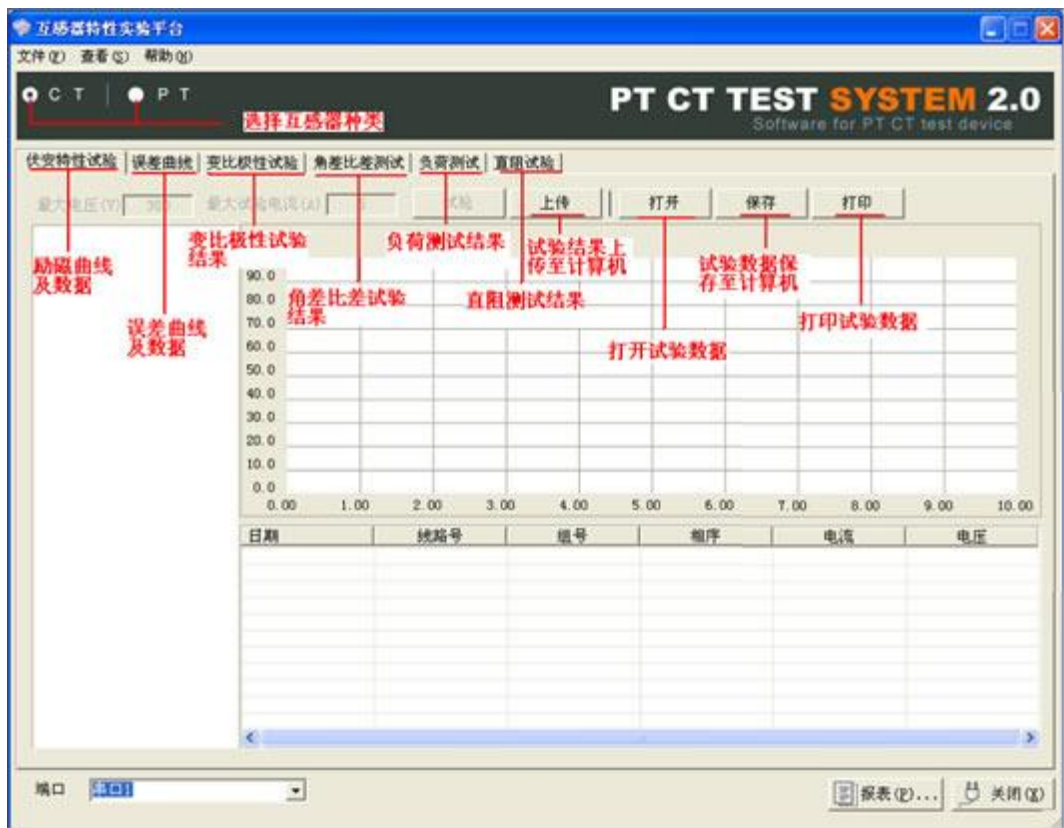 互感器特性实验平台
文件(F) 查看(S) 帮助(H)
CT | PT
PT CT TEST SYSTEM 2.0
Software for PT CT test device
选择互感器种类
伏安特性试验 误差曲线 变比极性试验 角差比差测试 负荷测试 直阻试验
最大电压(V) 最大试验电流(A) 试验 上传 打开 保存 打印
励磁曲线
及数据
误差曲线
及数据
变比极性试验
结果
角差比差试验
结果
负荷测试结果
直阻测试结果
试验结果上
传至计算机
打开试验数据
试验数据保
存至计算机
打印试验数据
90.0
80.0
70.0
60.0
50.0
40.0
30.0
20.0
10.0
0.0
0.00 1.00 2.00 3.00 4.00 5.00 6.00 7.00 8.00 9.00 10.00
日期 线路号 组号 相序 电流 电压
端口 串口1
报表(P)... 关闭(X)